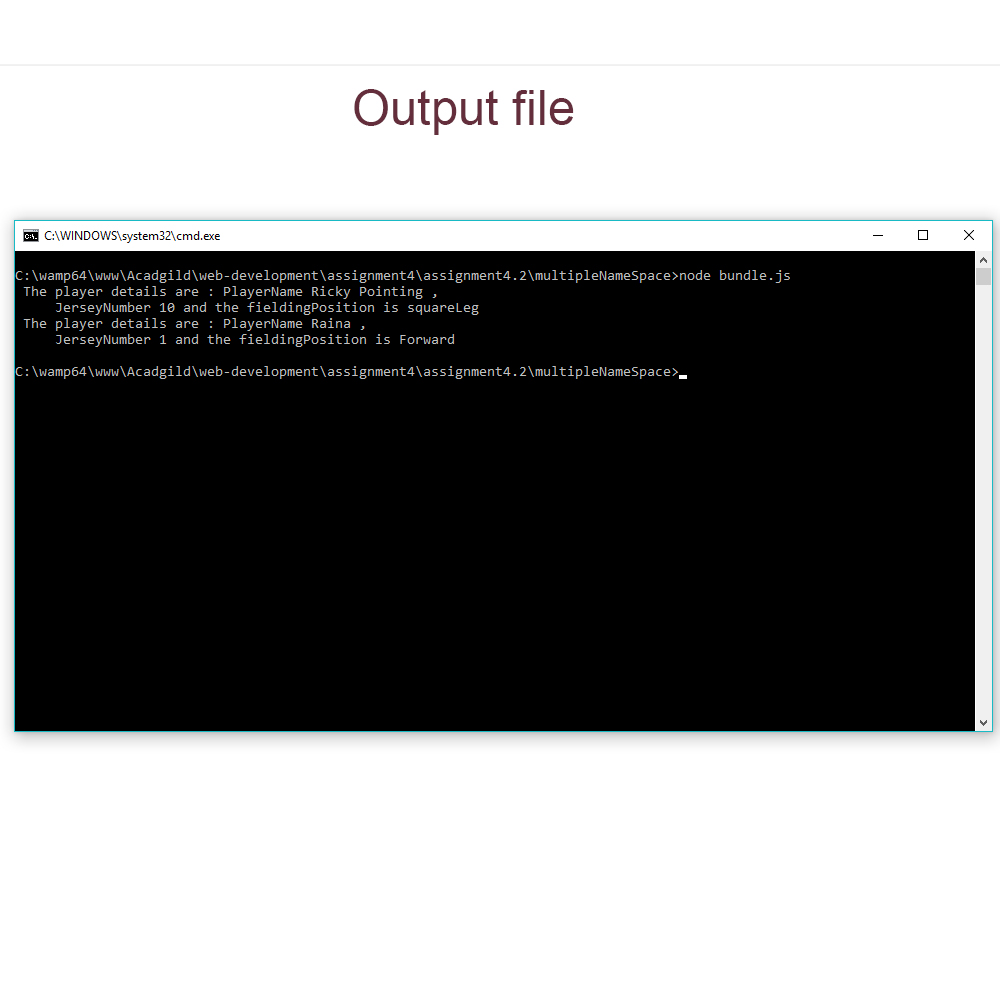 Output file
C:\WINDOWS\system32\cmd.exe
C:\wamp64\www\Acadgild\web-development\assignment4\assignment4.2\multipleNameSpace>node bundle.js
The player details are : PlayerName Ricky Pointing ,
JerseyNumber 10 and the fieldingPosition is squareLeg
The player details are : PlayerName Raina ,
JerseyNumber 1 and the fieldingPosition is Forward
C:\wamp64\www\Acadgild\web-development\assignment4\assignment4.2\multipleNameSpace>